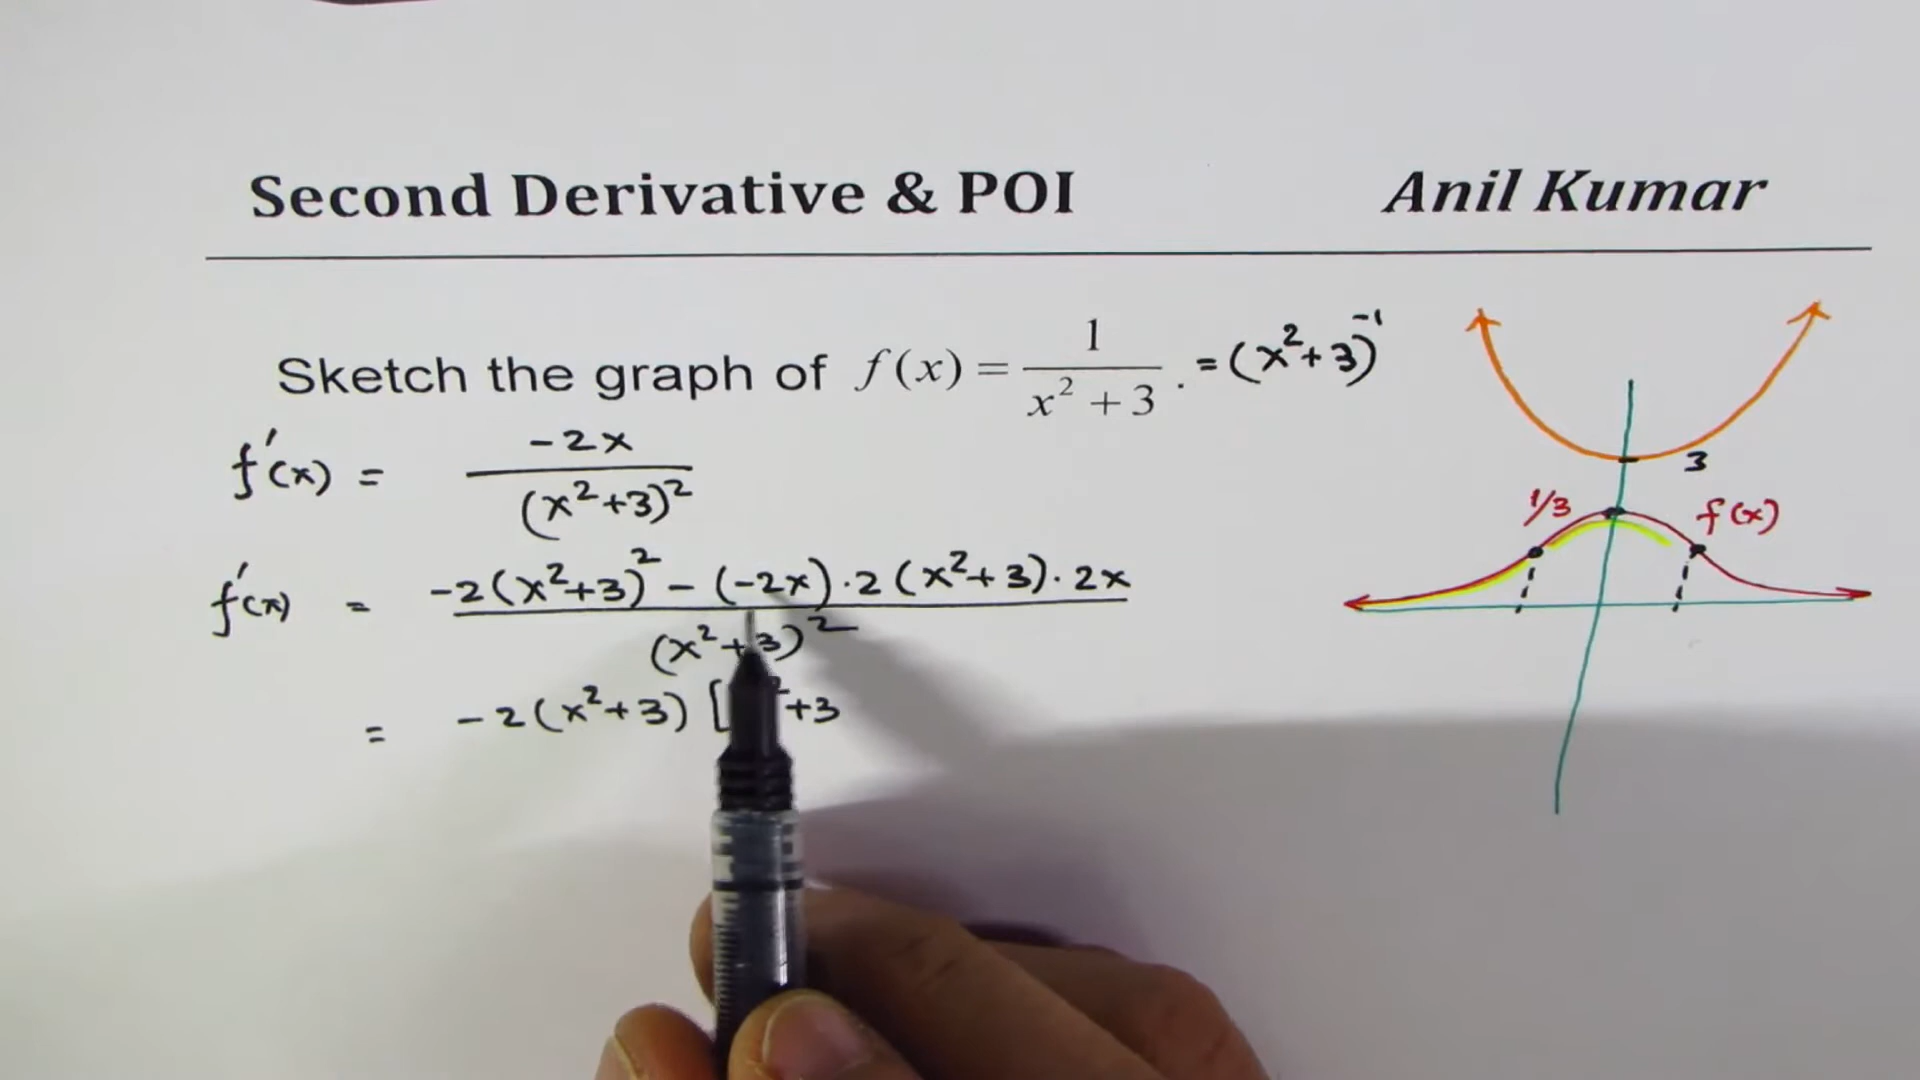 Second Derivative & POI Anil Kumar
Sketch the graph of f(x) = 1/(x² + 3) . = (x²+3)⁻¹
f'(x) = -2x/(x²+3)²
f'(x) = (-2(x²+3)² - (-2x)·2(x²+3)·2x)/(x²+3)²
= -2(x²+3) [ ²+3
3
1/3
f(x)